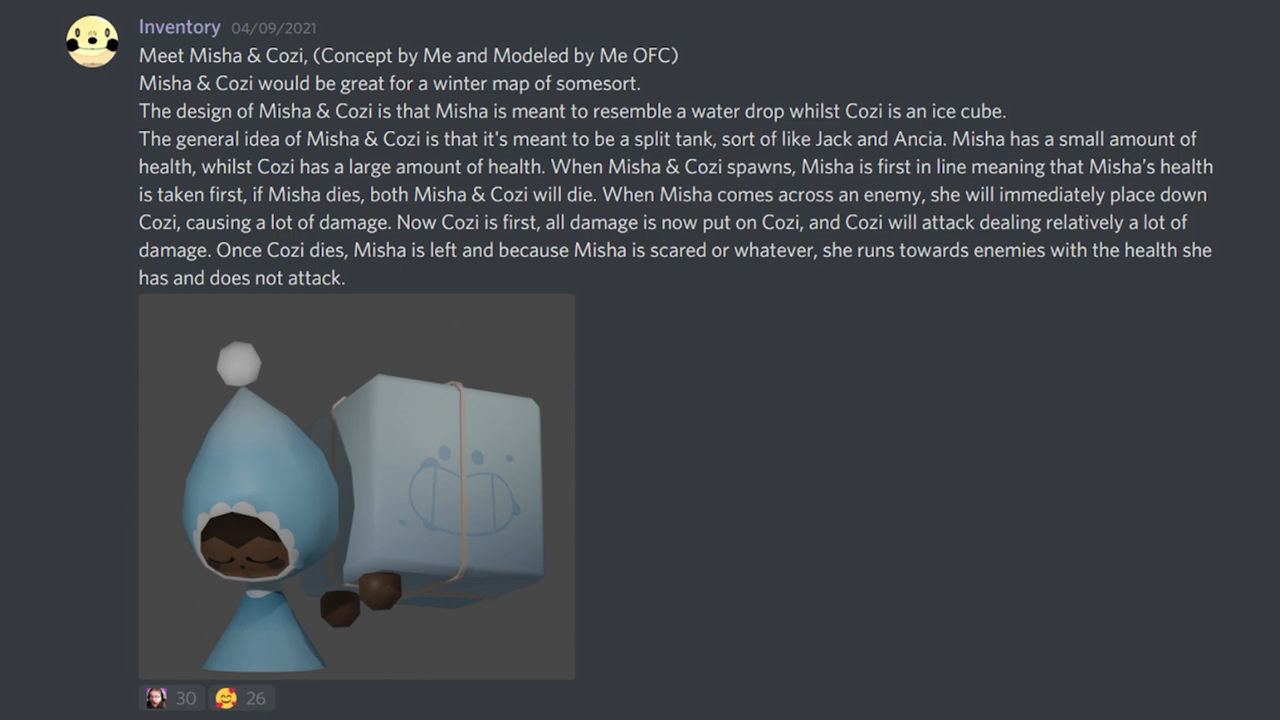 Inventory 04/09/2021
Meet Misha & Cozi, (Concept by Me and Modeled by Me OFC)
Misha & Cozi would be great for a winter map of somesort.
The design of Misha & Cozi is that Misha is meant to resemble a water drop whilst Cozi is an ice cube.
The general idea of Misha & Cozi is that it's meant to be a split tank, sort of like Jack and Ancia. Misha has a small amount of
health, whilst Cozi has a large amount of health. When Misha & Cozi spawns, Misha is first in line meaning that Misha's health
is taken first, if Misha dies, both Misha & Cozi will die. When Misha comes across an enemy, she will immediately place down
Cozi, causing a lot of damage. Now Cozi is first, all damage is now put on Cozi, and Cozi will attack dealing relatively a lot of
damage. Once Cozi dies, Misha is left and because Misha is scared or whatever, she runs towards enemies with the health she
has and does not attack.
30 26